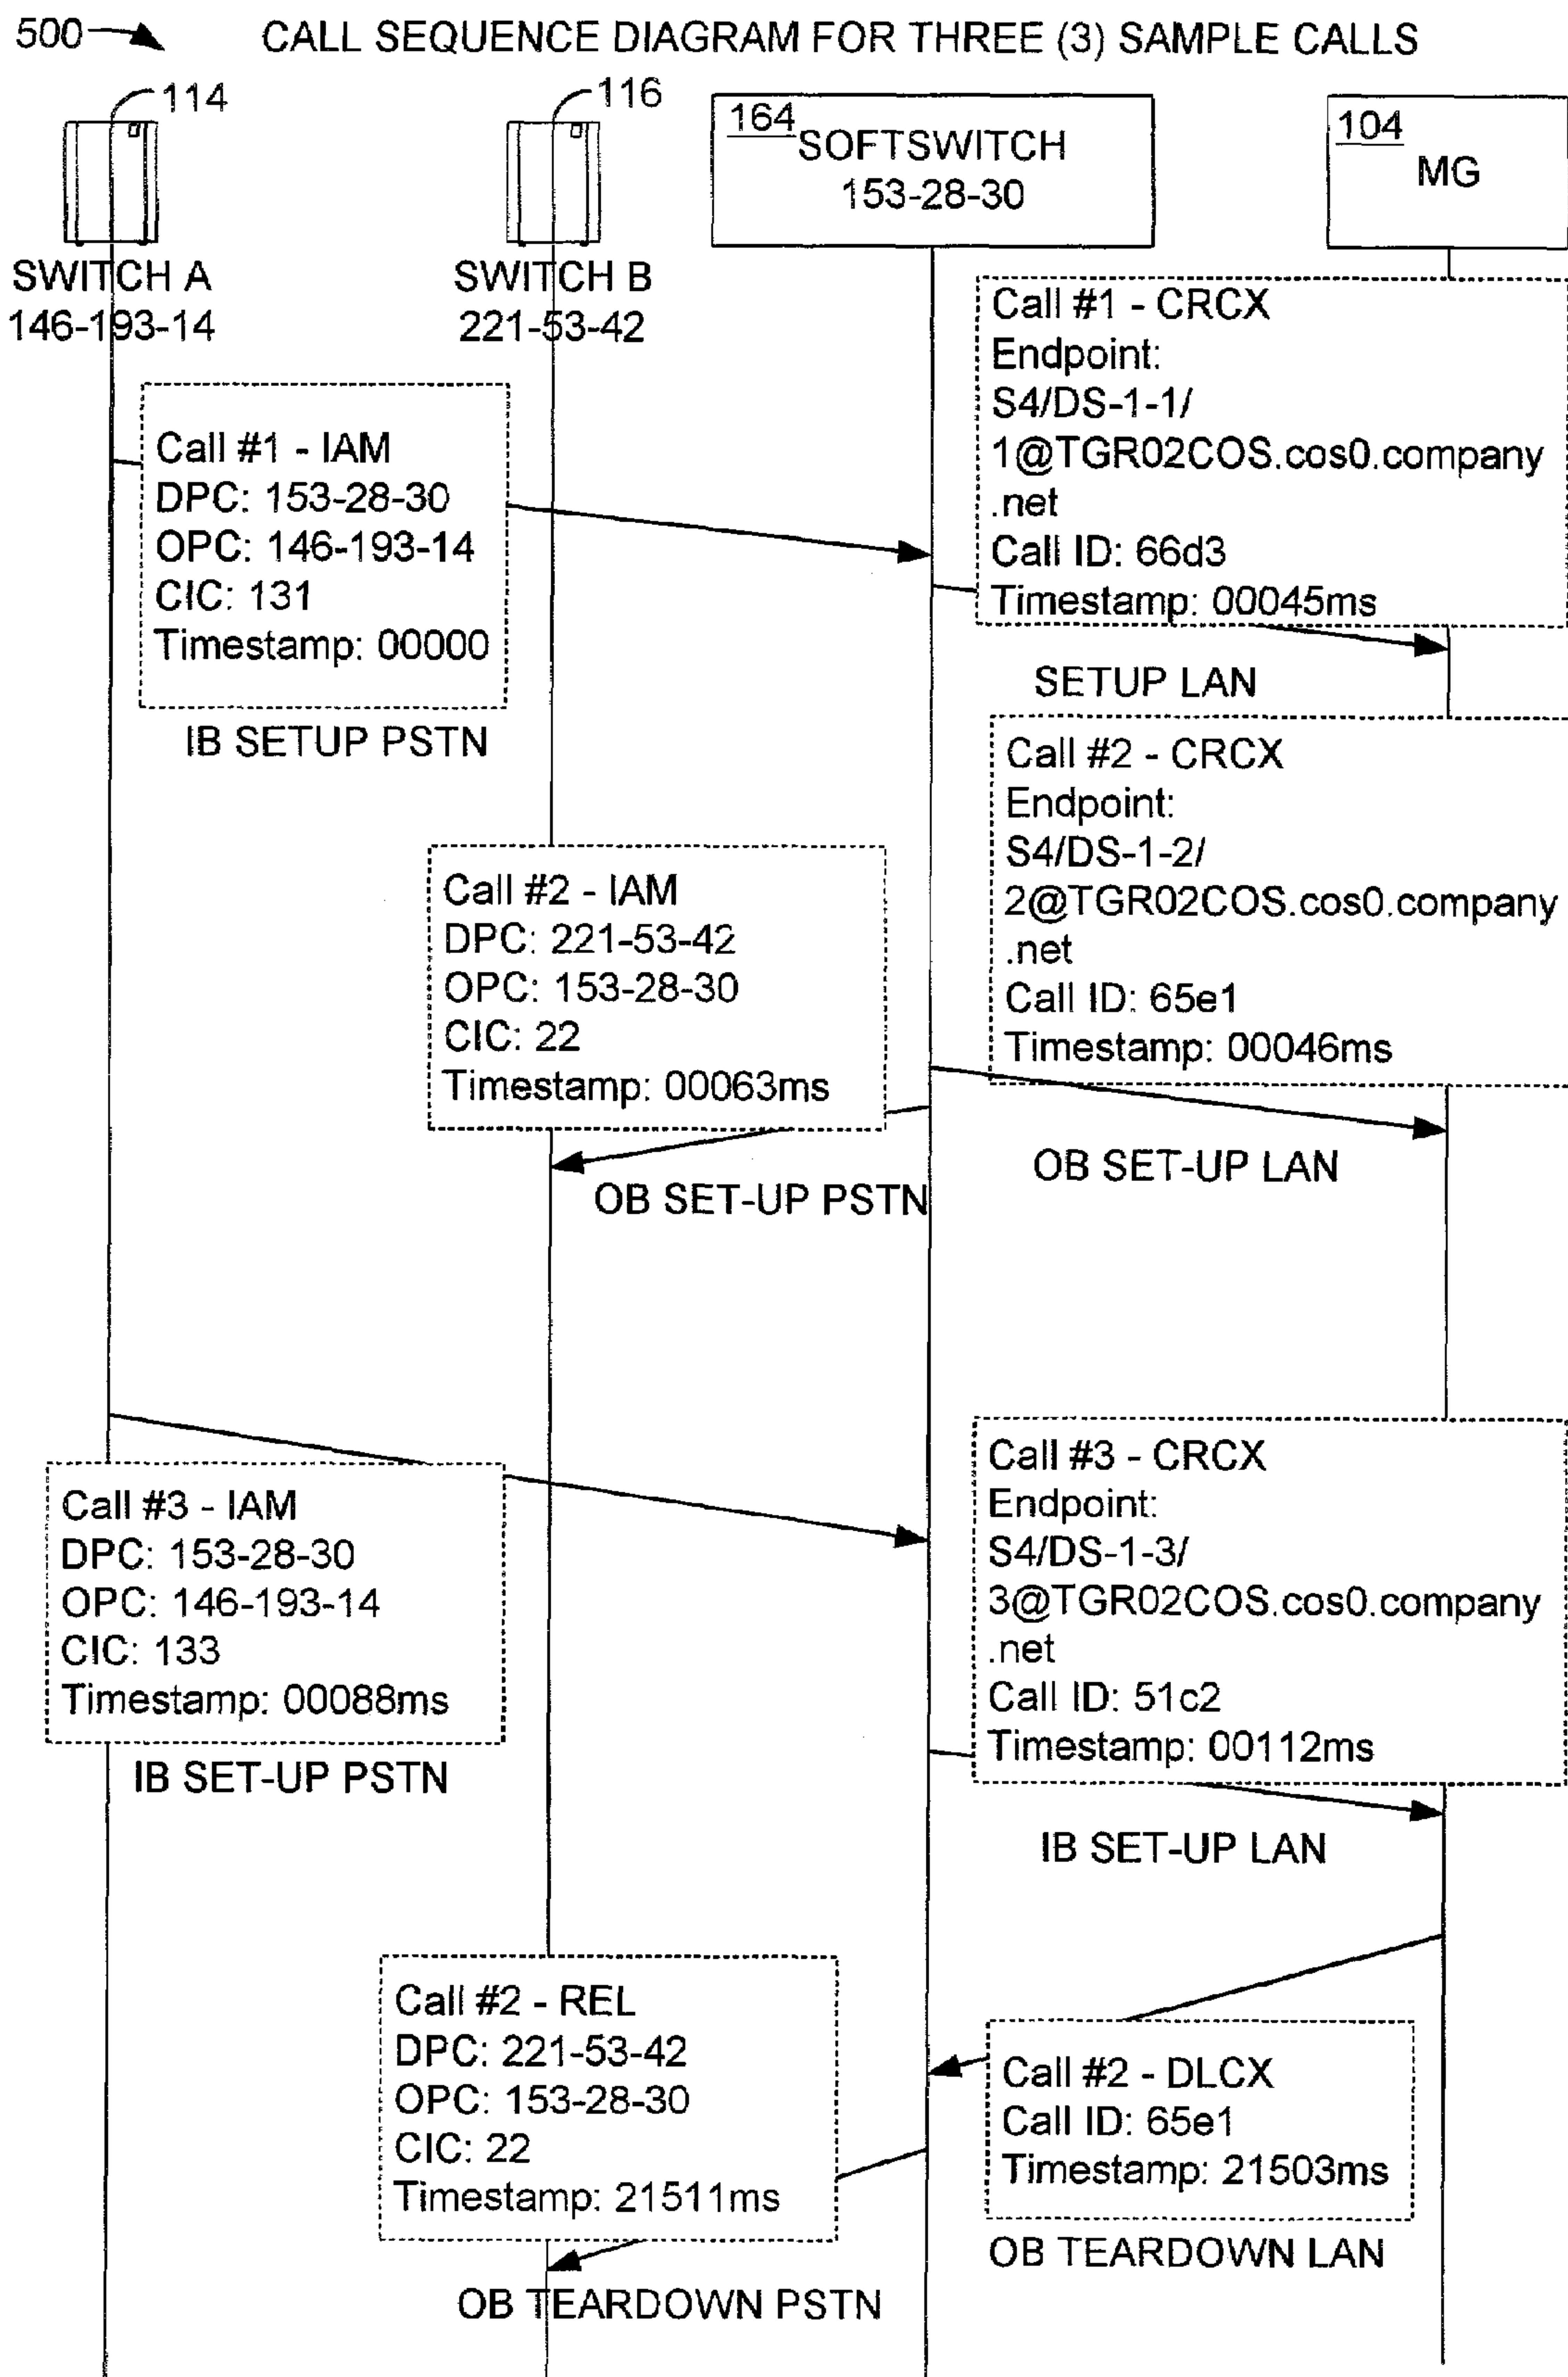 500
CALL SEQUENCE DIAGRAM FOR THREE (3) SAMPLE CALLS
114
116
164
SOFTSWITCH
153-28-30
104
MG
SWITCH A
146-193-14
SWITCH B
221-53-42
Call #1 - CRCX
Endpoint:
S4/DS-1-1/
1@TGR02COS.cos0.company
.net
Call ID: 66d3
Timestamp: 00045ms
SETUP LAN
Call #1 - IAM
DPC: 153-28-30
OPC: 146-193-14
CIC: 131
Timestamp: 00000
IB SETUP PSTN
Call #2 - CRCX
Endpoint:
S4/DS-1-2/
2@TGR02COS.cos0.company
.net
Call ID: 65e1
Timestamp: 00046ms
OB SET-UP LAN
Call #2 - IAM
DPC: 221-53-42
OPC: 153-28-30
CIC: 22
Timestamp: 00063ms
OB SET-UP PSTN
Call #3 - IAM
DPC: 153-28-30
OPC: 146-193-14
CIC: 133
Timestamp: 00088ms
IB SET-UP PSTN
Call #3 - CRCX
Endpoint:
S4/DS-1-3/
3@TGR02COS.cos0.company
.net
Call ID: 51c2
Timestamp: 00112ms
IB SET-UP LAN
Call #2 - REL
DPC: 221-53-42
OPC: 153-28-30
CIC: 22
Timestamp: 21511ms
OB TEARDOWN PSTN
Call #2 - DLCX
Call ID: 65e1
Timestamp: 21503ms
OB TEARDOWN LAN